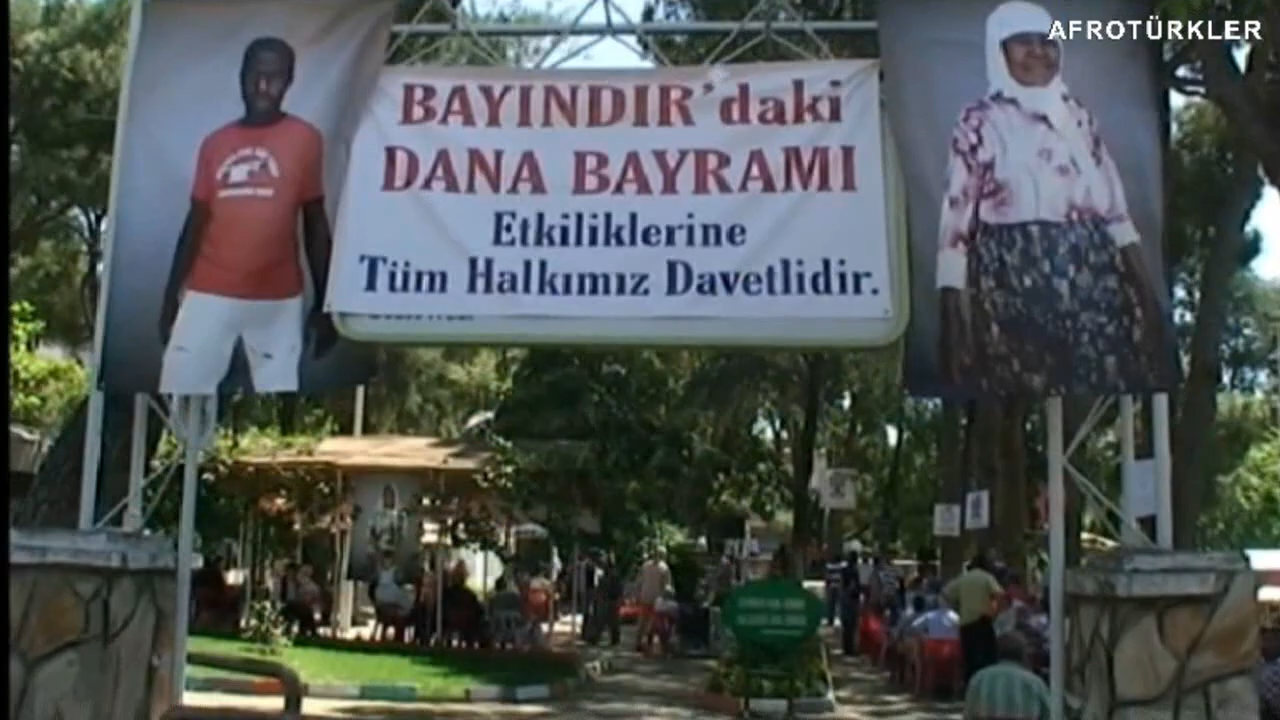 AFROTÜRKLER
BAYINDIR'daki
DANA BAYRAMI
Etkiliklerine
Tüm Halkımız Davetlidir.